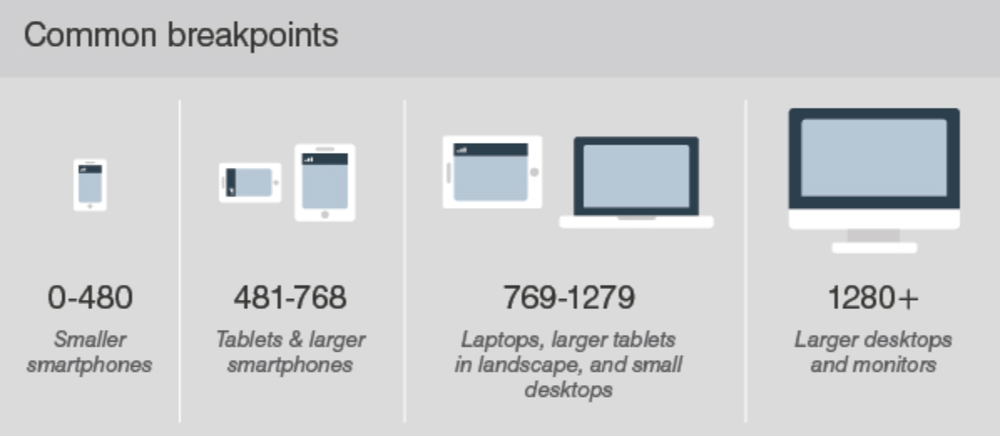 Common breakpoints
0-480
Smaller
smartphones
481-768
Tablets & larger
smartphones
769-1279
Laptops, larger tablets
in landscape, and small
desktops
1280+
Larger desktops
and monitors